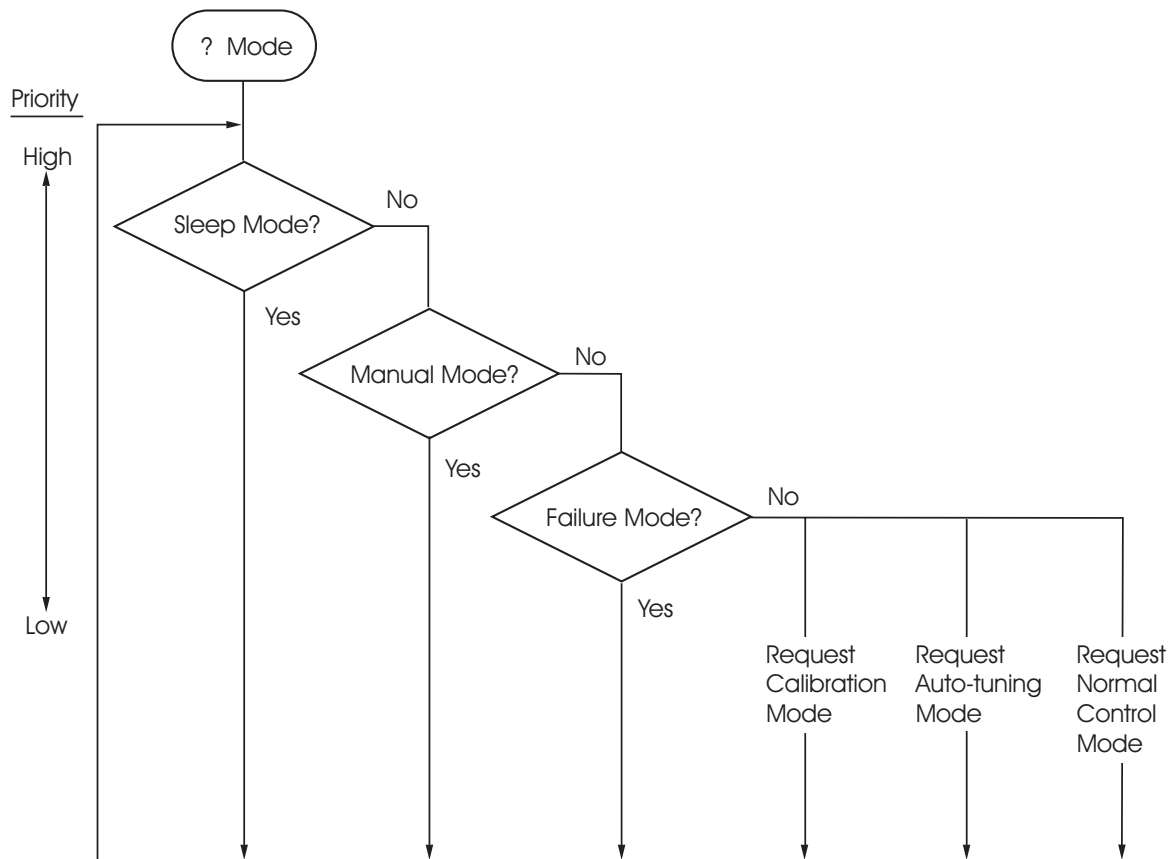 ? Mode
Priority
High
No
Sleep Mode?
Yes
No
Manual Mode?
Yes
No
Failure Mode?
Yes
Low
Request
Calibration
Mode
Request
Auto-tuning
Mode
Request
Normal
Control
Mode